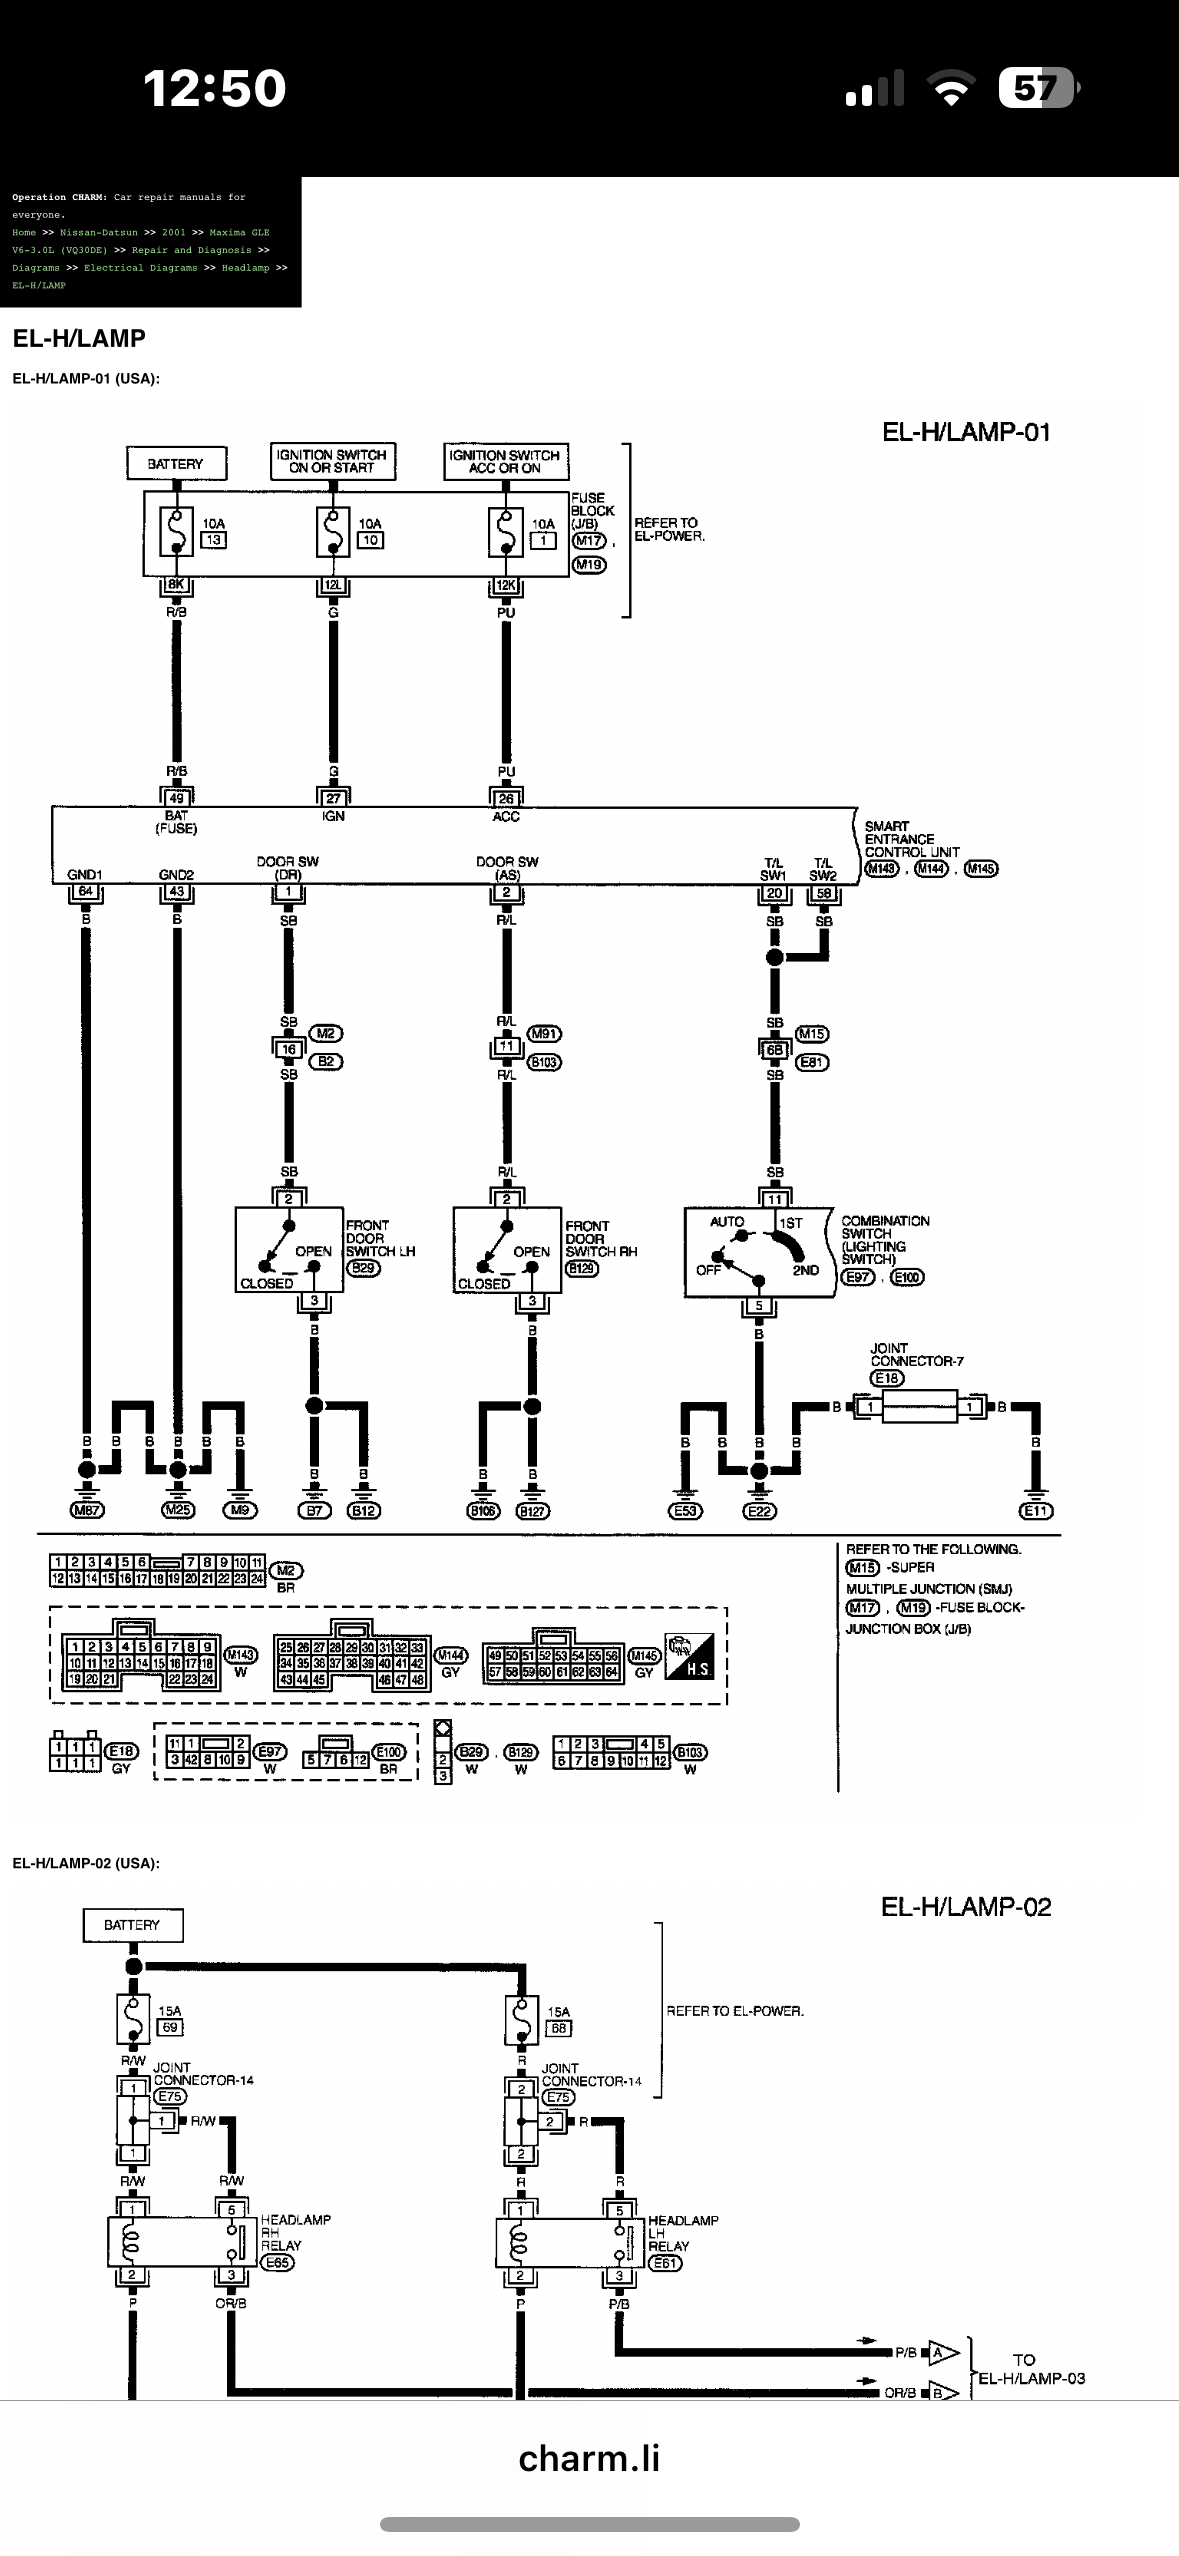 12:50
57
Operation CHARM: Car repair manuals for
everyone.
Home >> Nissan-Datsun >> 2001 >> Maxima GLE
V6-3.0L (VQ30DE) >> Repair and Diagnosis >>
Diagrams >> Electrical Diagrams >> Headlamp >>
EL-H/LAMP
EL-H/LAMP
EL-H/LAMP-01 (USA):
EL-H/LAMP-01
BATTERY
IGNITION SWITCH
ON OR START
IGNITION SWITCH
ACC OR ON
10A
13
10A
10
10A
1
FUSE
BLOCK
(J/B)
M17 ,
M19
REFER TO
EL-POWER.
8K 12L 12K
R/B G PU
R/B G PU
49 27 26
BAT
(FUSE)
IGN
ACC
SMART
ENTRANCE
CONTROL UNIT
M143 , M144 , M145
GND1
GND2
DOOR SW
(DR)
DOOR SW
(AS)
T/L
SW1
T/L
SW2
64 43 1 2 20 58
B B SB R/L SB SB
SB R/L SB
M2 M91 M15
16 11 6B
B2 B103 E81
SB R/L SB
SB R/L SB
2 2 11
FRONT
DOOR
SWITCH LH
B29
OPEN
CLOSED
FRONT
DOOR
SWITCH RH
B129
OPEN
CLOSED
AUTO 1ST
OFF 2ND
COMBINATION
SWITCH
(LIGHTING
SWITCH)
E97 , E100
3 3 5
B B B
JOINT
CONNECTOR-7
E18
B 1 1 B
B B B B B B B B B B B B B B B
M87 M25 M9 B7 B12 B106 B127 E53 E22 E11
1 2 3 4 5 6 7 8 9 10 11
12 13 14 15 16 17 18 19 20 21 22 23 24
M2
BR
REFER TO THE FOLLOWING.
M15 -SUPER
MULTIPLE JUNCTION (SMJ)
M17 , M19 -FUSE BLOCK-
JUNCTION BOX (J/B)
1 2 3 4 5 6 7 8 9
10 11 12 13 14 15 16 17 18
19 20 21 22 23 24
M143
W
25 26 27 28 29 30 31 32 33
34 35 36 37 38 39 40 41 42
43 44 45 46 47 48
M144
GY
49 50 51 52 53 54 55 56
57 58 59 60 61 62 63 64
M145
GY
H.S.
1 1 1
1 1 1
E18
GY
11 1 2
3 42 8 10 9
E97
W
5 7 6 12
E100
BR
2
3
B29 , B129
W W
1 2 3 4 5
6 7 8 9 10 11 12
B103
W
EL-H/LAMP-02 (USA):
EL-H/LAMP-02
BATTERY
15A
69
15A
68
REFER TO EL-POWER.
R/W R
JOINT
CONNECTOR-14
E75
JOINT
CONNECTOR-14
E75
1 2
1 R/W 2 R
1 2
R/W R/W R R
1 5 1 5
HEADLAMP
RH
RELAY
E65
HEADLAMP
LH
RELAY
E61
2 3 2 3
P OR/B P P/B
P/B A
OR/B B
TO
EL-H/LAMP-03
charm.li